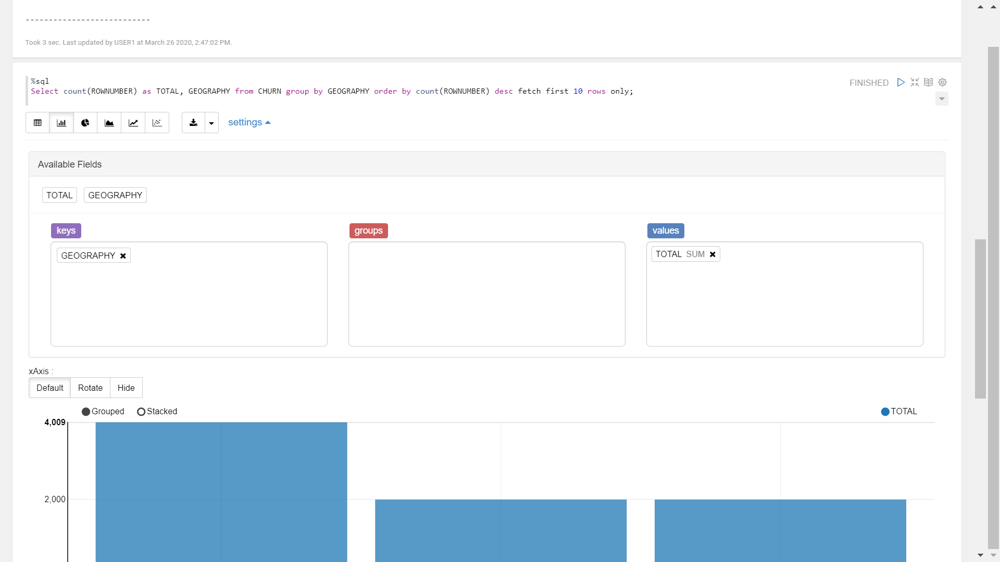 ---------------------------
Took 3 sec. Last updated by USER1 at March 26 2020, 2:47:02 PM.
%sql
Select count(ROWNUMBER) as TOTAL, GEOGRAPHY from CHURN group by GEOGRAPHY order by count(ROWNUMBER) desc fetch first 10 rows only;
FINISHED
settings
Available Fields
TOTAL GEOGRAPHY
keys groups values
GEOGRAPHY TOTAL SUM
xAxis :
Default Rotate Hide
Grouped Stacked TOTAL
4,009
2,000